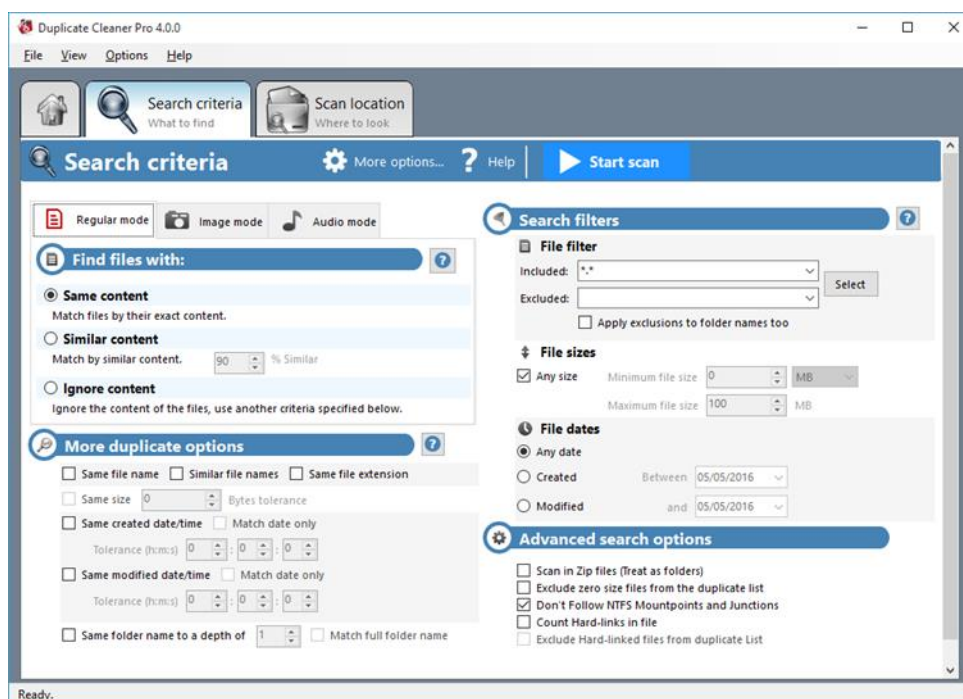 Duplicate Cleaner Pro 4.0.0
File View Options Help
Search criteria
What to find
Scan location
Where to look
Search criteria
More options...
? Help
Start scan
Regular mode
Image mode
Audio mode
Find files with:
?
Same content
Match files by their exact content.
Similar content
Match by similar content. 90 % Similar
Ignore content
Ignore the content of the files, use another criteria specified below.
More duplicate options
?
Same file name Similar file names Same file extension
Same size 0 Bytes tolerance
Same created date/time Match date only
Tolerance (h:m:s) 0 : 0 : 0
Same modified date/time Match date only
Tolerance (h:m:s) 0 : 0 : 0
Same folder name to a depth of 1 Match full folder name
Search filters
?
File filter
Included: *.*
Excluded:
Select
Apply exclusions to folder names too
File sizes
Any size Minimum file size 0 MB
Maximum file size 100 MB
File dates
Any date
Created Between 05/05/2016
Modified and 05/05/2016
Advanced search options
Scan in Zip files (Treat as folders)
Exclude zero size files from the duplicate list
Don't Follow NTFS Mountpoints and Junctions
Count Hard-links in file
Exclude Hard-linked files from duplicate List
Ready.